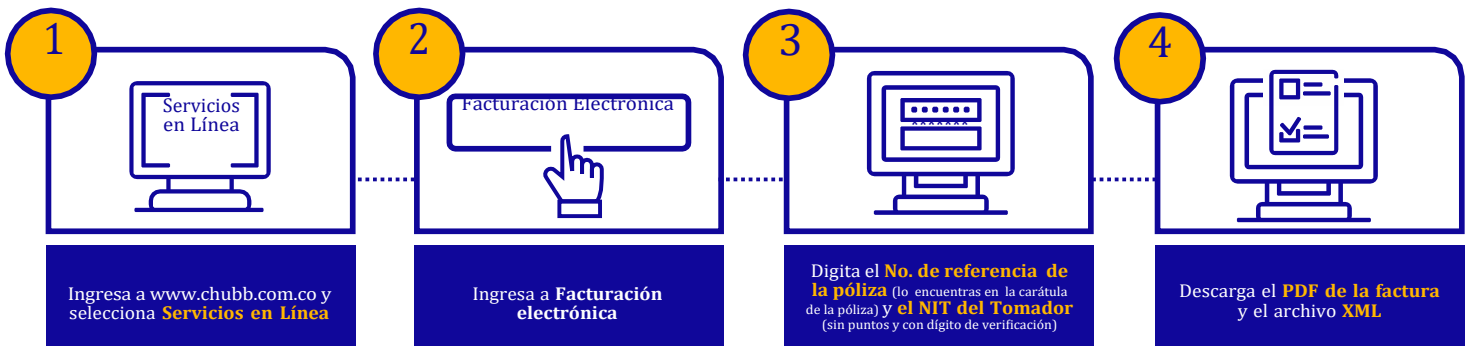 1
Servicios
en Línea
Ingresa a www.chubb.com.co y
selecciona Servicios en Línea
2
Facturación Electrónica
Ingresa a Facturación
electrónica
3
Digita el No. de referencia de
la póliza (lo encuentras en la carátula
de la póliza) y el NIT del Tomador
(sin puntos y con dígito de verificación)
4
Descarga el PDF de la factura
y el archivo XML